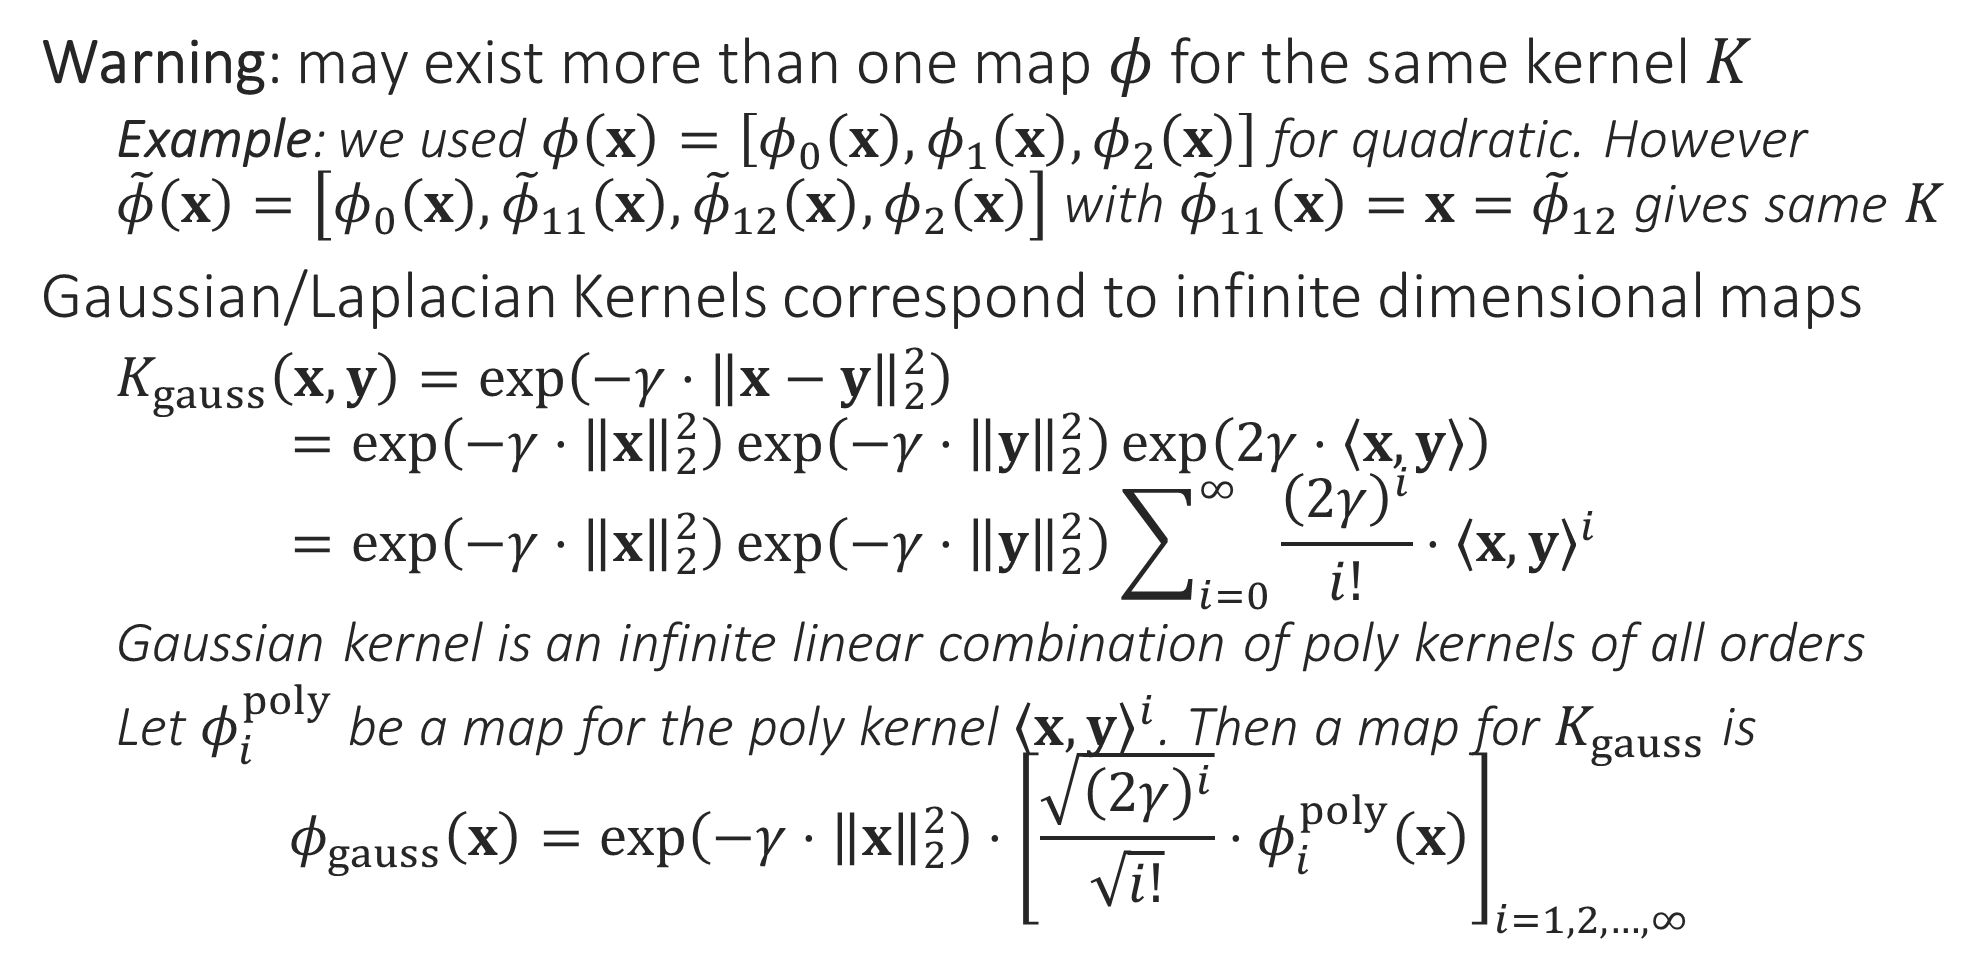 Warning: may exist more than one map ϕ for the same kernel K
Example: we used ϕ(𝐱) = [ϕ₀(𝐱), ϕ₁(𝐱), ϕ₂(𝐱)] for quadratic. However
ϕ̃(𝐱) = [ϕ₀(𝐱), ϕ̃₁₁(𝐱), ϕ̃₁₂(𝐱), ϕ₂(𝐱)] with ϕ̃₁₁(𝐱) = 𝐱 = ϕ̃₁₂ gives same K
Gaussian/Laplacian Kernels correspond to infinite dimensional maps
K_gauss(𝐱, 𝐲) = exp(−γ · ‖𝐱 − 𝐲‖₂²)
= exp(−γ · ‖𝐱‖₂²) exp(−γ · ‖𝐲‖₂²) exp(2γ · ⟨𝐱, 𝐲⟩)
= exp(−γ · ‖𝐱‖₂²) exp(−γ · ‖𝐲‖₂²) ∑_{i=0}^{∞} (2γ)^i / i! · ⟨𝐱, 𝐲⟩^i
Gaussian kernel is an infinite linear combination of poly kernels of all orders
Let ϕ_i^poly be a map for the poly kernel ⟨𝐱, 𝐲⟩^i. Then a map for K_gauss is
ϕ_gauss(𝐱) = exp(−γ · ‖𝐱‖₂²) · [√((2γ)^i) / √(i!) · ϕ_i^poly(𝐱)]_{i=1,2,…,∞}